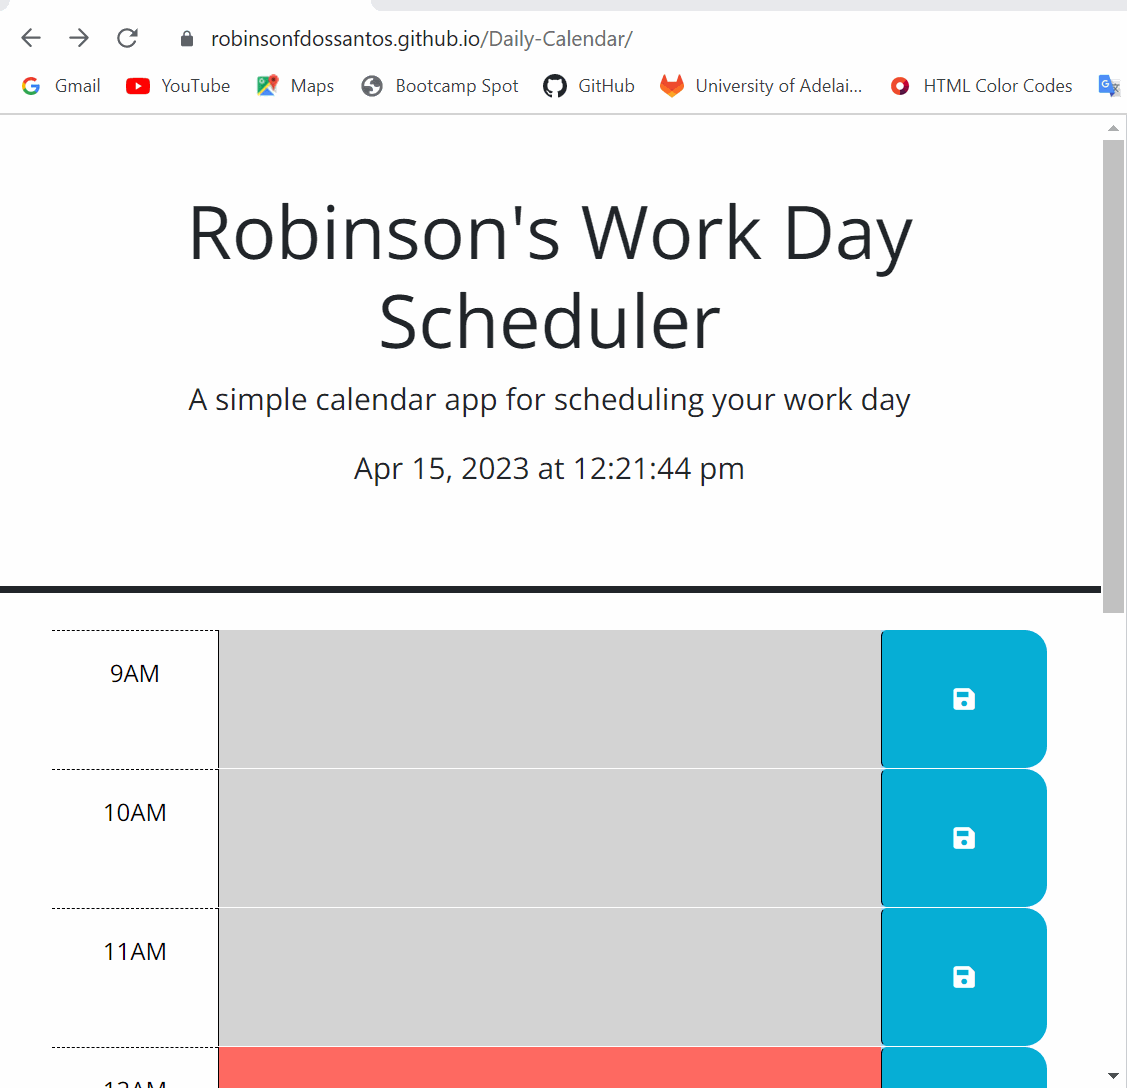 robinsonfdossantos.github.io/Daily-Calendar/
Gmail YouTube Maps Bootcamp Spot GitHub University of Adelai... HTML Color Codes
Robinson's Work Day
Scheduler
A simple calendar app for scheduling your work day
Apr 15, 2023 at 12:21:44 pm
9AM
10AM
11AM
12AM